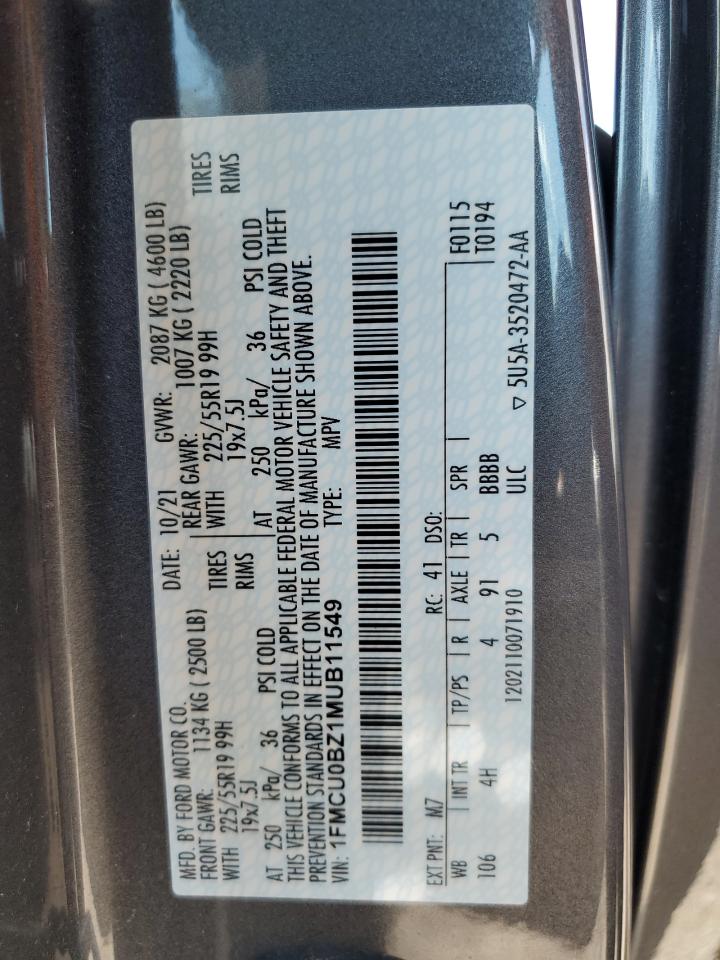 MFD. BY FORD MOTOR CO. DATE: 10/21 GVWR: 2087 KG ( 4600 LB)
FRONT GAWR: 1134 KG ( 2500 LB) REAR GAWR: 1007 KG ( 2220 LB)
WITH 225/55R19 99H TIRES WITH 225/55R19 99H TIRES
19x7.5J RIMS 19x7.5J RIMS
AT 250 kPa/ 36 PSI COLD AT 250 kPa/ 36 PSI COLD
THIS VEHICLE CONFORMS TO ALL APPLICABLE FEDERAL MOTOR VEHICLE SAFETY AND THEFT
PREVENTION STANDARDS IN EFFECT ON THE DATE OF MANUFACTURE SHOWN ABOVE.
VIN: 1FMCU0BZ1MUB11549 TYPE: MPV
EXT PNT: M7 RC: 41 DSO:
WB INT TR TP/PS R AXLE TR SPR F0115
106 4H 4 91 5 BBBB T0194
1202110071910 ULC ▽ 5U5A-3520472-AA